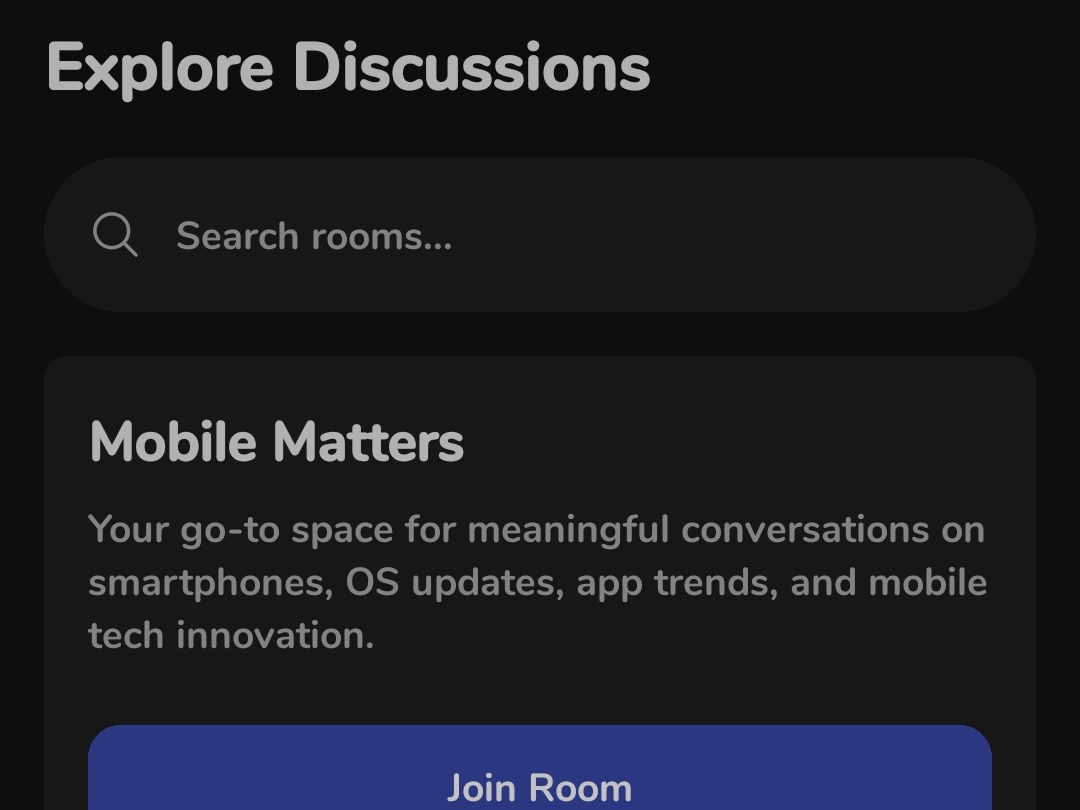 Explore Discussions
Search rooms...
Mobile Matters
Your go-to space for meaningful conversations on
smartphones, OS updates, app trends, and mobile
tech innovation.
Join Room